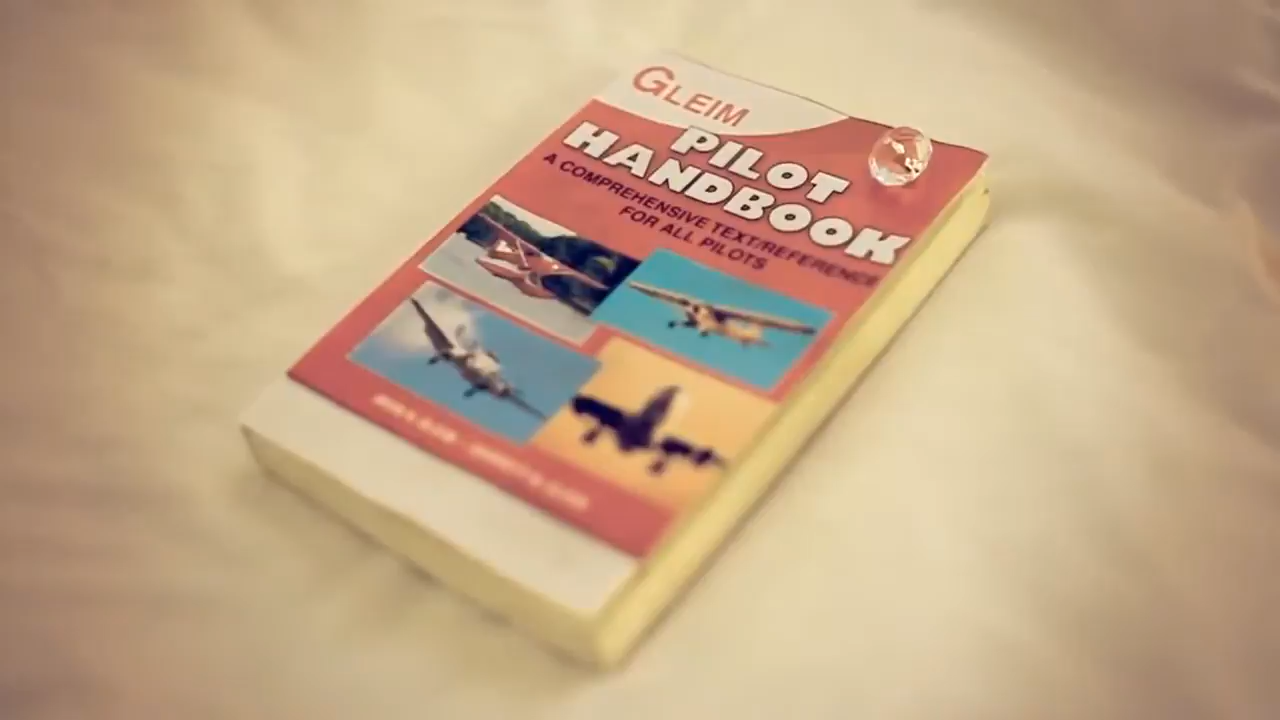 GLEIM
PILOT
HANDBOOK
A COMPREHENSIVE TEXT/REFERENCE
FOR ALL PILOTS